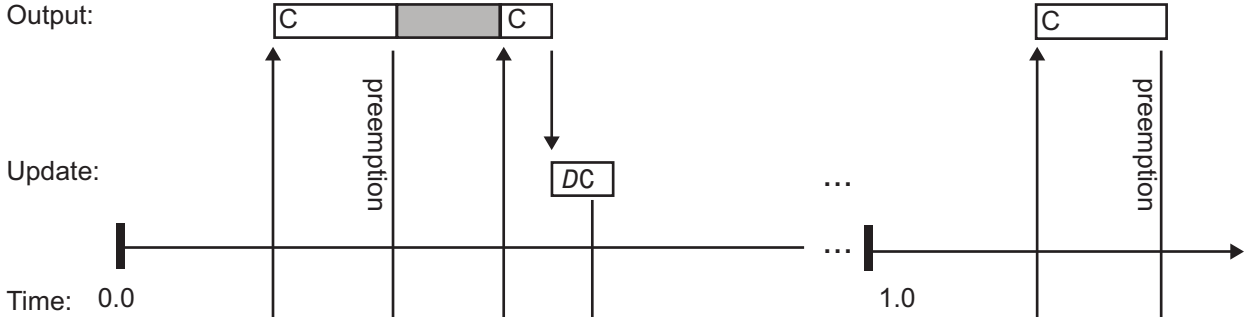 Output:
C
C
C
preemption
preemption
Update:
DC
...
...
Time: 0.0
1.0